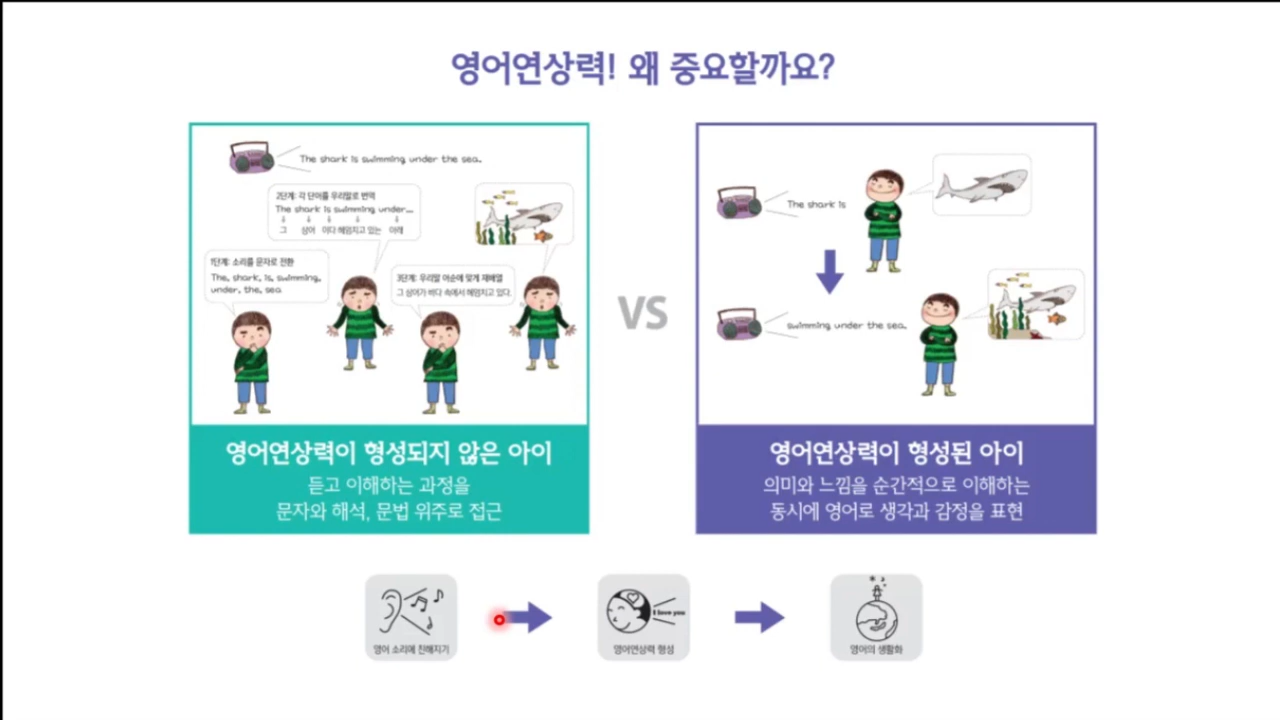 영어연상력! 왜 중요할까요?
The shark is swimming under the sea.
2단계: 각 단어를 우리말로 번역
The shark is swimming under...
그 상어 이다 헤엄치고 있는 아래
1단계: 소리를 문자로 전환
The, shark, is, swimming,
under, the, sea
3단계: 우리말 어순에 맞게 재배열
그 상어가 바다 속에서 헤엄치고 있다.
영어연상력이 형성되지 않은 아이
듣고 이해하는 과정을
문자와 해석, 문법 위주로 접근
VS
The shark is
swimming under the sea.
영어연상력이 형성된 아이
의미와 느낌을 순간적으로 이해하는
동시에 영어로 생각과 감정을 표현
영어 소리에 친해지기
I love you
영어연상력 형성
영어의 생활화